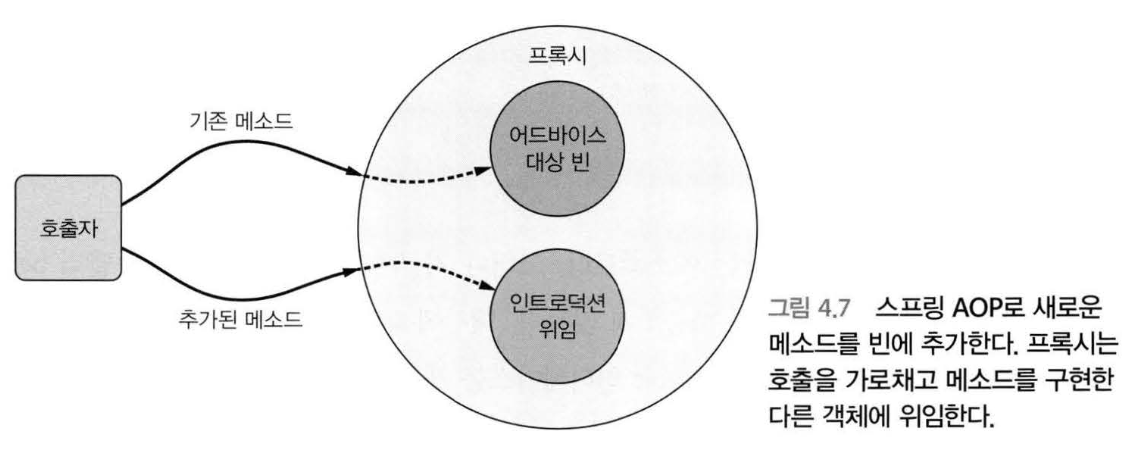 프록시
기존 메소드
어드바이스
대상 빈
호출자
인트로덕션
위임
추가된 메소드
그림 4.7 스프링 AOP로 새로운
메소드를 빈에 추가한다. 프록시는
호출을 가로채고 메소드를 구현한
다른 객체에 위임한다.